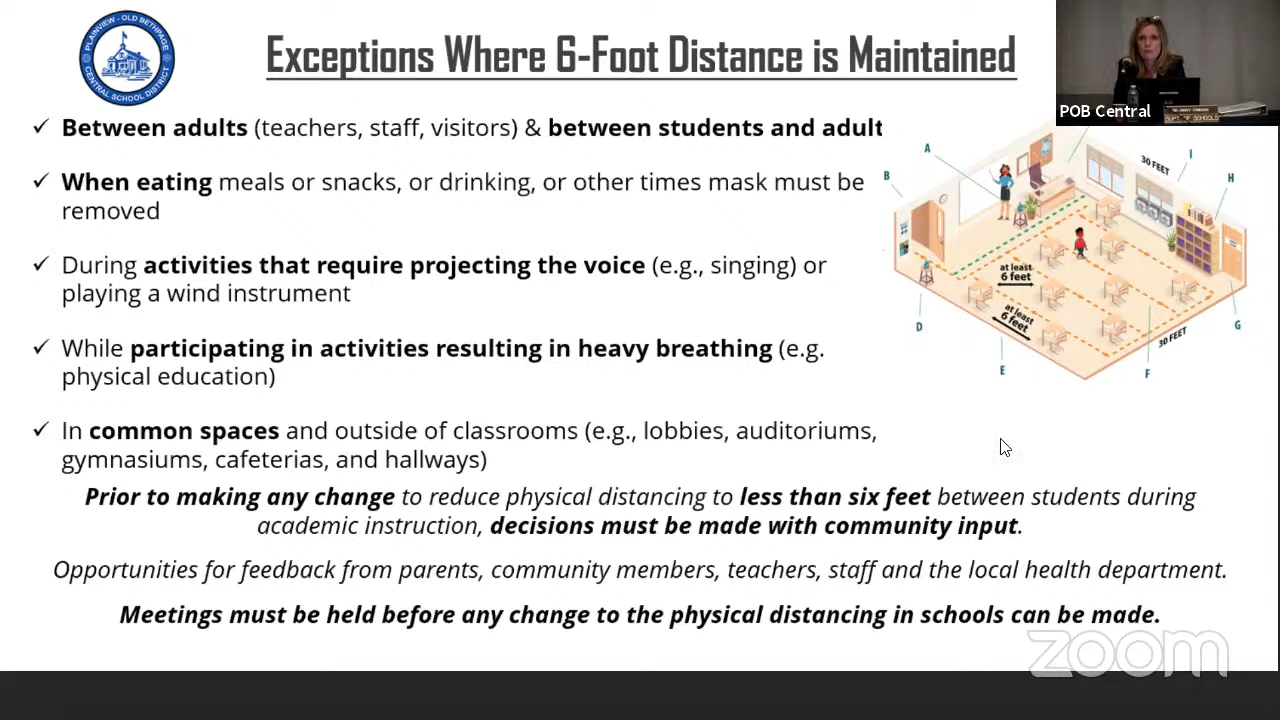 PLAINVIEW - OLD BETHPAGE
CENTRAL SCHOOL DISTRICT
Exceptions Where 6-Foot Distance is Maintained
POB Central
✓ Between adults (teachers, staff, visitors) & between students and adult
✓ When eating meals or snacks, or drinking, or other times mask must be
removed
✓ During activities that require projecting the voice (e.g., singing) or
playing a wind instrument
✓ While participating in activities resulting in heavy breathing (e.g.
physical education)
✓ In common spaces and outside of classrooms (e.g., lobbies, auditoriums,
gymnasiums, cafeterias, and hallways)
A
B
30 FEET
I
H
at least
6 feet
at least
6 feet
D
E
F
30 FEET
G
Prior to making any change to reduce physical distancing to less than six feet between students during
academic instruction, decisions must be made with community input.
Opportunities for feedback from parents, community members, teachers, staff and the local health department.
Meetings must be held before any change to the physical distancing in schools can be made.
zoom